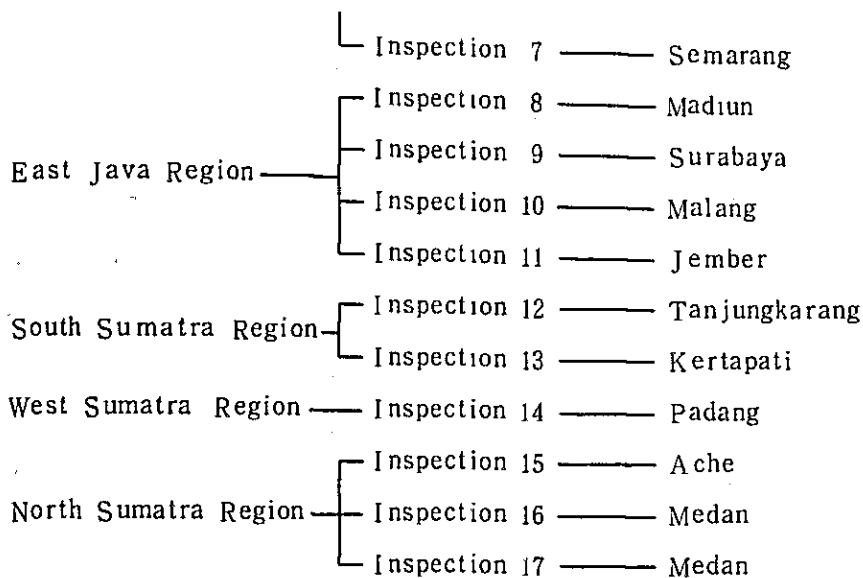 Inspection 7 Semarang
Inspection 8 Madiun
Inspection 9 Surabaya
East Java Region
Inspection 10 Malang
Inspection 11 Jember
Inspection 12 Tanjungkarang
South Sumatra Region
Inspection 13 Kertapati
West Sumatra Region Inspection 14 Padang
Inspection 15 Ache
North Sumatra Region Inspection 16 Medan
Inspection 17 Medan